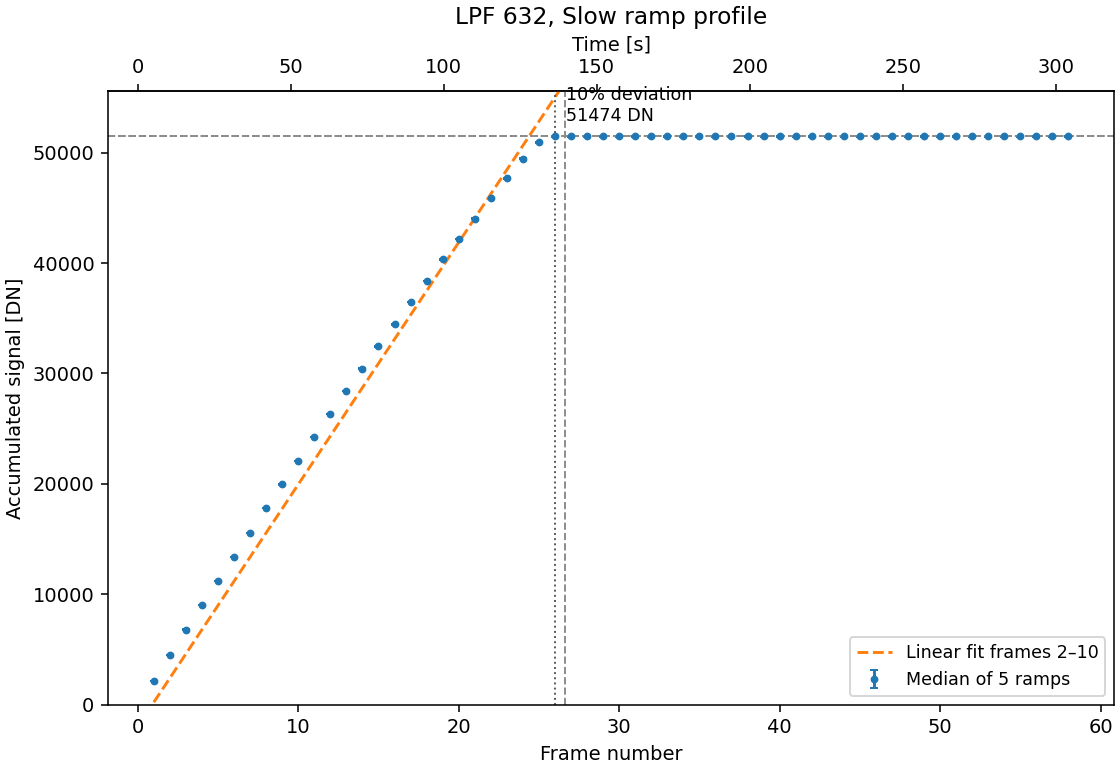 LPF 632, Slow ramp profile
Time [s]
0 50 100 150 200 250 300
10% deviation
51474 DN
Accumulated signal [DN]
50000
40000
30000
20000
10000
0
Linear fit frames 2–10
Median of 5 ramps
0 10 20 30 40 50 60
Frame number